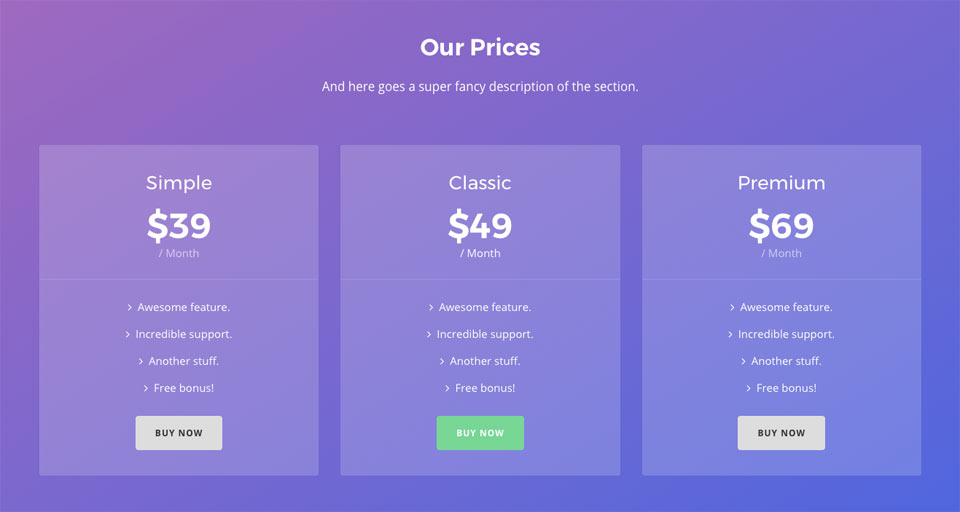 Our Prices
And here goes a super fancy description of the section.
Simple
$39
/ Month
Awesome feature.
Incredible support.
Another stuff.
Free bonus!
BUY NOW
Classic
$49
/ Month
Awesome feature.
Incredible support.
Another stuff.
Free bonus!
BUY NOW
Premium
$69
/ Month
Awesome feature.
Incredible support.
Another stuff.
Free bonus!
BUY NOW